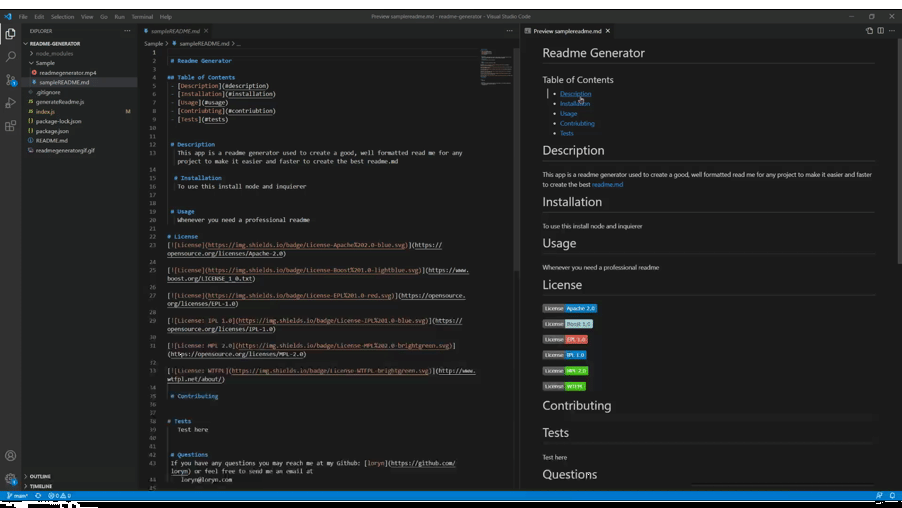 File Edit Selection View Go Run Terminal Help
Preview samplereadme.md - readme-generator - Visual Studio Code
EXPLORER
README-GENERATOR
node_modules
Sample
readmegenerator.mp4
sampleREADME.md
.gitignore
generateReadme.js
index.js
package-lock.json
package.json
README.md
readmegeneratorgif.gif
OUTLINE
TIMELINE
main*
0 0
sampleREADME.md
Sample > sampleREADME.md > ...
1
2 # Readme Generator
3
4 ## Table of Contents
5 - [Description](#description)
6 - [Installation](#installation)
7 - [Usage](#usage)
8 - [Contriubting](#contriubtion)
9 - [Tests](#tests)
10
11
12 # Description
13 This app is a readme generator used to create a good, well formatted read me for any
project to make it easier and faster to create the best readme.md
14
15 # Installation
16 To use this install node and inquierer
17
18
19 # Usage
20 Whenever you need a professional readme
21
22 # License
23 [![License](https://img.shields.io/badge/License-Apache%202.0-blue.svg)](https://
opensource.org/licenses/Apache-2.0)
24
25 [![License](https://img.shields.io/badge/License-Boost%201.0-lightblue.svg)](https://www.
boost.org/LICENSE_1_0.txt)
26
27 [![License](https://img.shields.io/badge/License-EPL%201.0-red.svg)](https://opensource.
org/licenses/EPL-1.0)
28
29 [![License: IPL 1.0](https://img.shields.io/badge/License-IPL%201.0-blue.svg)](https://
opensource.org/licenses/IPL-1.0)
30
31 [![License: MPL 2.0](https://img.shields.io/badge/License-MPL%202.0-brightgreen.svg)]
(https://opensource.org/licenses/MPL-2.0)
32
33 [![License: WTFPL](https://img.shields.io/badge/License-WTFPL-brightgreen.svg)](http://www.
wtfpl.net/about/)
34
35 # Contributing
36
37
38 # Tests
39 Test here
40
41
42 # Questions
43 If you have any questions you may reach me at my Github: [loryn](https://github.com/
loryn) or feel free to send me an email at
44 loryn@loryn.com
Preview samplereadme.md
Readme Generator
Table of Contents
• Description
• Installation
• Usage
• Contriubting
• Tests
Description
This app is a readme generator used to create a good, well formatted read me for any project to make it easier and faster
to create the best readme.md
Installation
To use this install node and inquierer
Usage
Whenever you need a professional readme
License
License Apache 2.0
License Boost 1.0
License EPL 1.0
License IPL 1.0
License MPL 2.0
License WTFPL
Contributing
Tests
Test here
Questions